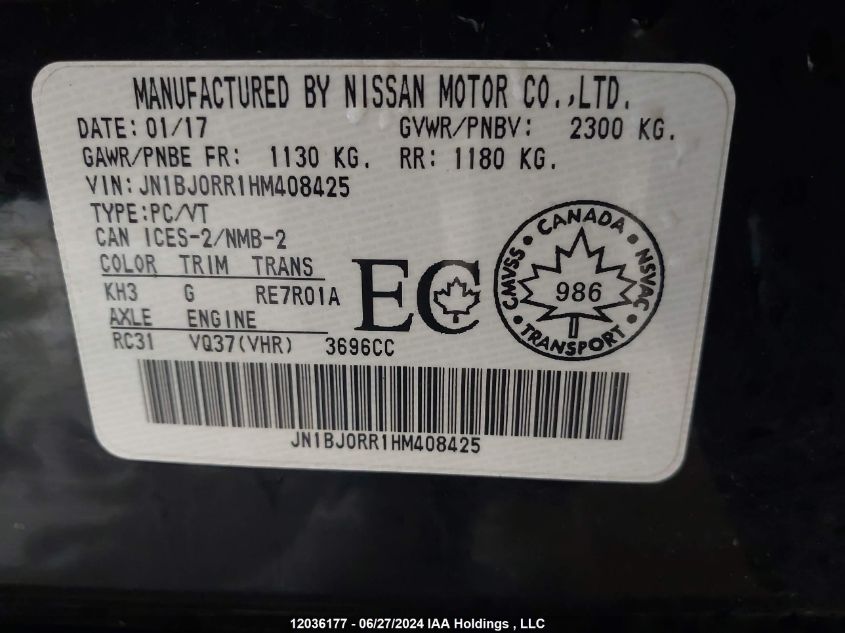 MANUFACTURED BY NISSAN MOTOR CO.,LTD.
DATE: 01/17 GVWR/PNBV: 2300 KG.
GAWR/PNBE FR: 1130 KG. RR: 1180 KG.
VIN: JN1BJ0RR1HM408425
TYPE:PC/VT
CAN ICES-2/NMB-2
COLOR TRIM TRANS
KH3 G RE7R01A
AXLE ENGINE
RC31 VQ37(VHR) 3696CC
EC
CANADA
CMVSS NSVAC
986
TRANSPORT
JN1BJ0RR1HM408425
12036177 - 06/27/2024 IAA Holdings , LLC